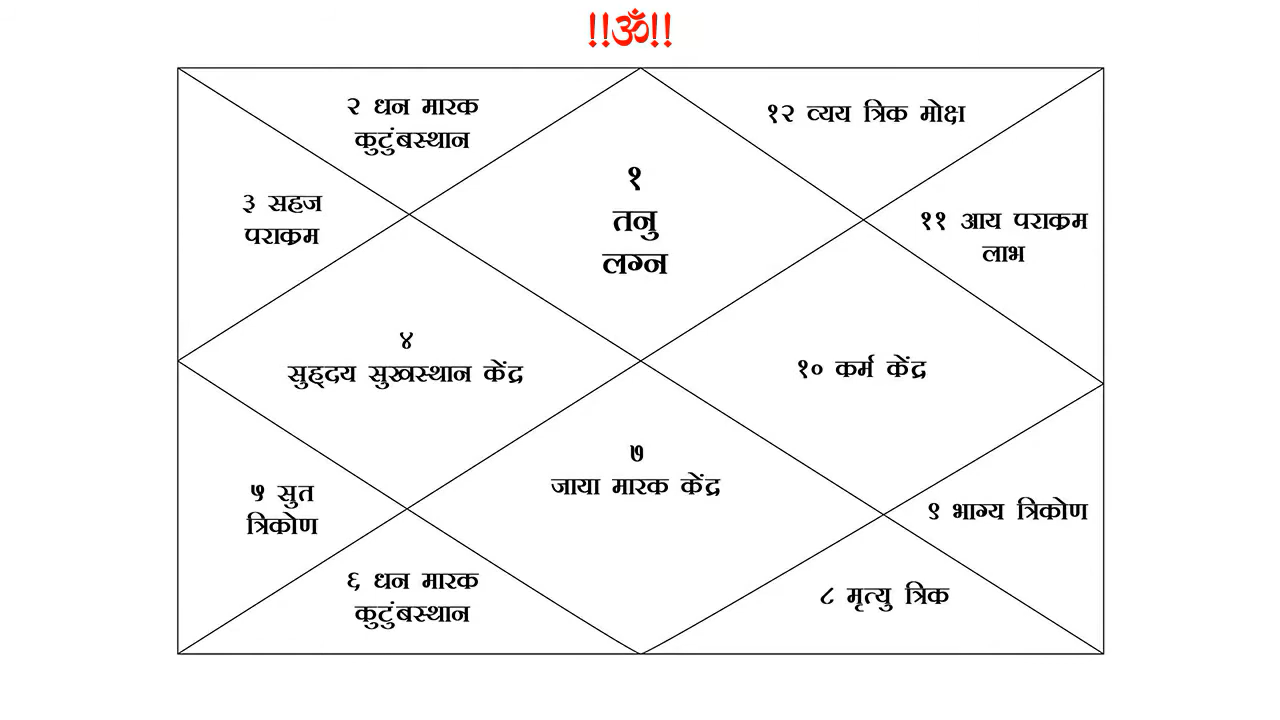 !!ॐ!!
२ धन मारक
कुटुंबस्थान
१२ व्यय त्रिक मोक्ष
१
तनु
लग्न
३ सहज
पराक्रम
११ आय पराक्रम
लाभ
४
सुहृदय सुखस्थान केंद्र
१० कर्म केंद्र
७
जाया मारक केंद्र
५ सुत
त्रिकोण
९ भाग्य त्रिकोण
६ धन मारक
कुटुंबस्थान
८ मृत्यु त्रिक